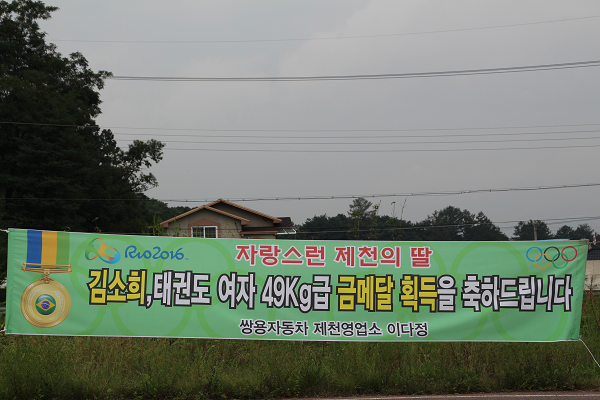 RIO2016
자랑스런 제천의 딸
김소희,태권도 여자 49Kg급 금메달 획득을 축하드립니다
쌍용자동차 제천영업소 이다정